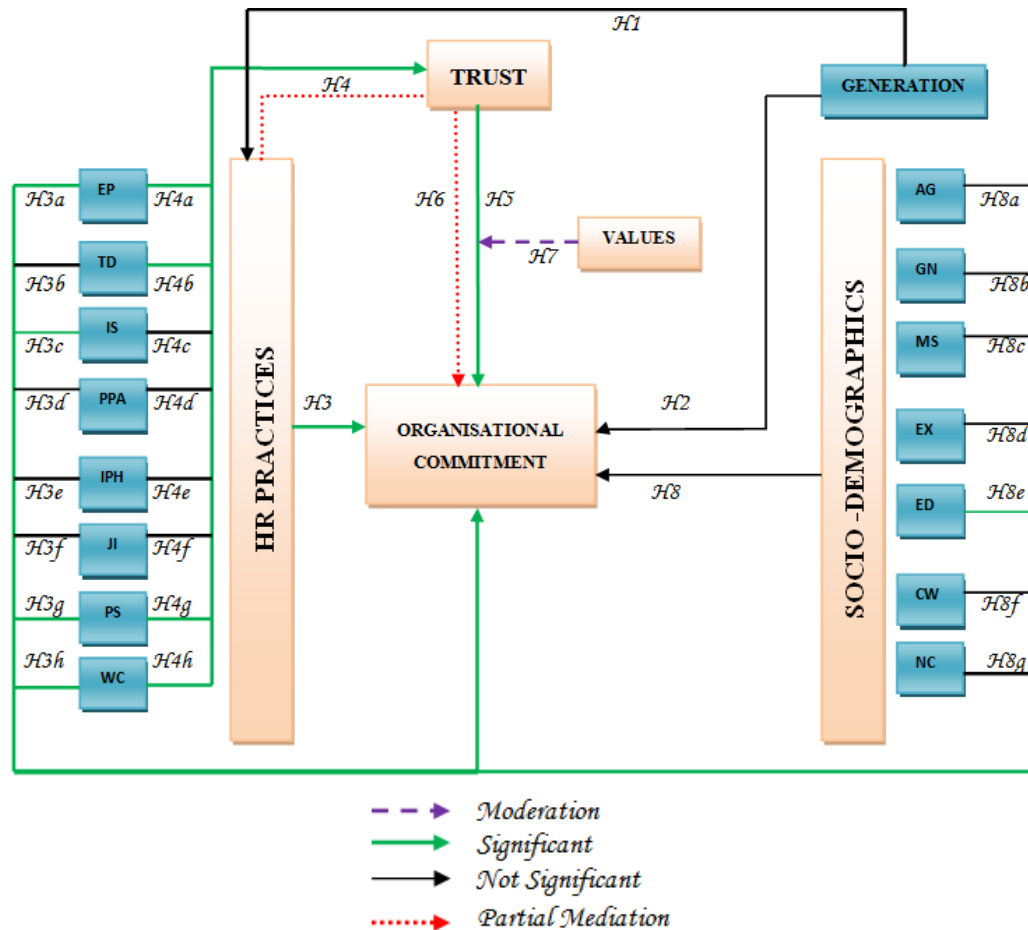 H1
TRUST
H4
GENERATION
H3a
EP
H4a
H6
H5
AG
H8a
VALUES
H7
H3b
TD
H4b
GN
H8b
H3c
IS
H4c
MS
H8c
H3d
PPA
H4d
HR PRACTICES
H3
ORGANISATIONAL
COMMITMENT
H2
SOCIO -DEMOGRAPHICS
EX
H8d
H3e
IPH
H4e
H8
ED
H8e
H3f
JI
H4f
H3g
PS
H4g
CW
H8f
H3h
WC
H4h
NC
H8g
Moderation
Significant
Not Significant
Partial Mediation